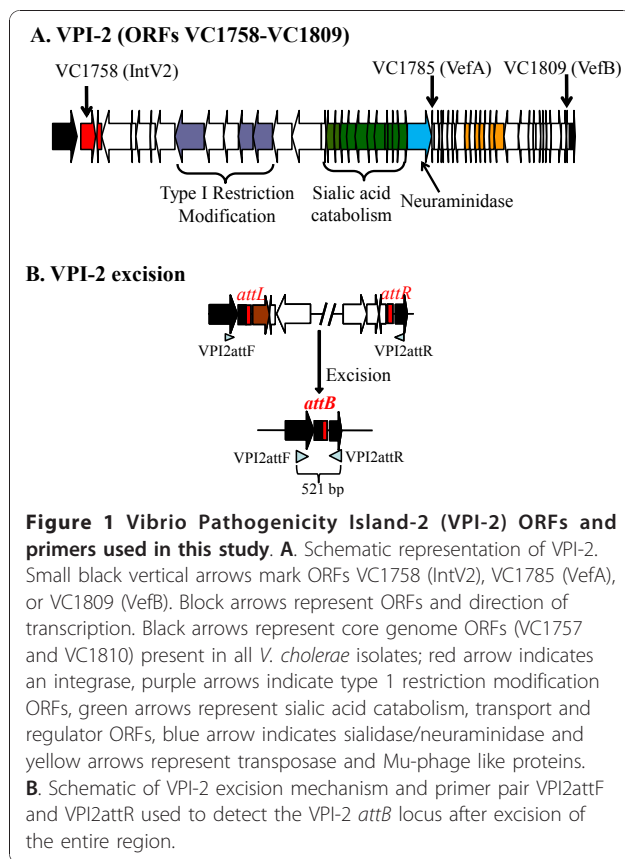 A. VPI-2 (ORFs VC1758-VC1809)
VC1758 (IntV2)
VC1785 (VefA)
VC1809 (VefB)
Type I Restriction
Modification
Sialic acid
catabolism
Neuraminidase
B. VPI-2 excision
attL
attR
VPI2attF
VPI2attR
Excision
attB
VPI2attF
VPI2attR
521 bp
Figure 1 Vibrio Pathogenicity Island-2 (VPI-2) ORFs and
primers used in this study. A. Schematic representation of VPI-2.
Small black vertical arrows mark ORFs VC1758 (IntV2), VC1785 (VefA),
or VC1809 (VefB). Block arrows represent ORFs and direction of
transcription. Black arrows represent core genome ORFs (VC1757
and VC1810) present in all V. cholerae isolates; red arrow indicates
an integrase, purple arrows indicate type 1 restriction modification
ORFs, green arrows represent sialic acid catabolism, transport and
regulator ORFs, blue arrow indicates sialidase/neuraminidase and
yellow arrows represent transposase and Mu-phage like proteins.
B. Schematic of VPI-2 excision mechanism and primer pair VPI2attF
and VPI2attR used to detect the VPI-2 attB locus after excision of
the entire region.